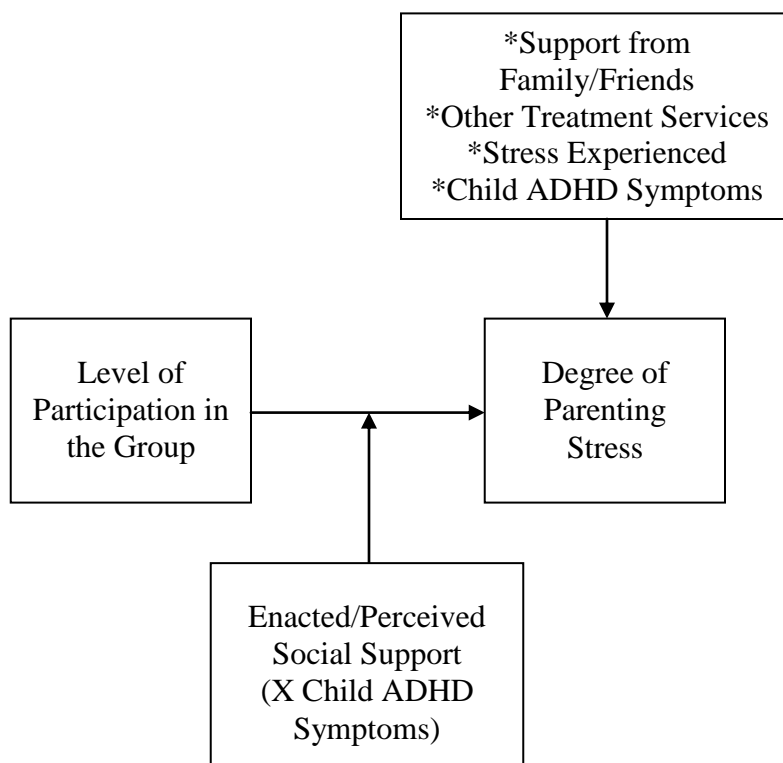 *Support from
Family/Friends
*Other Treatment Services
*Stress Experienced
*Child ADHD Symptoms
Level of
Participation in
the Group
Degree of
Parenting
Stress
Enacted/Perceived
Social Support
(X Child ADHD
Symptoms)